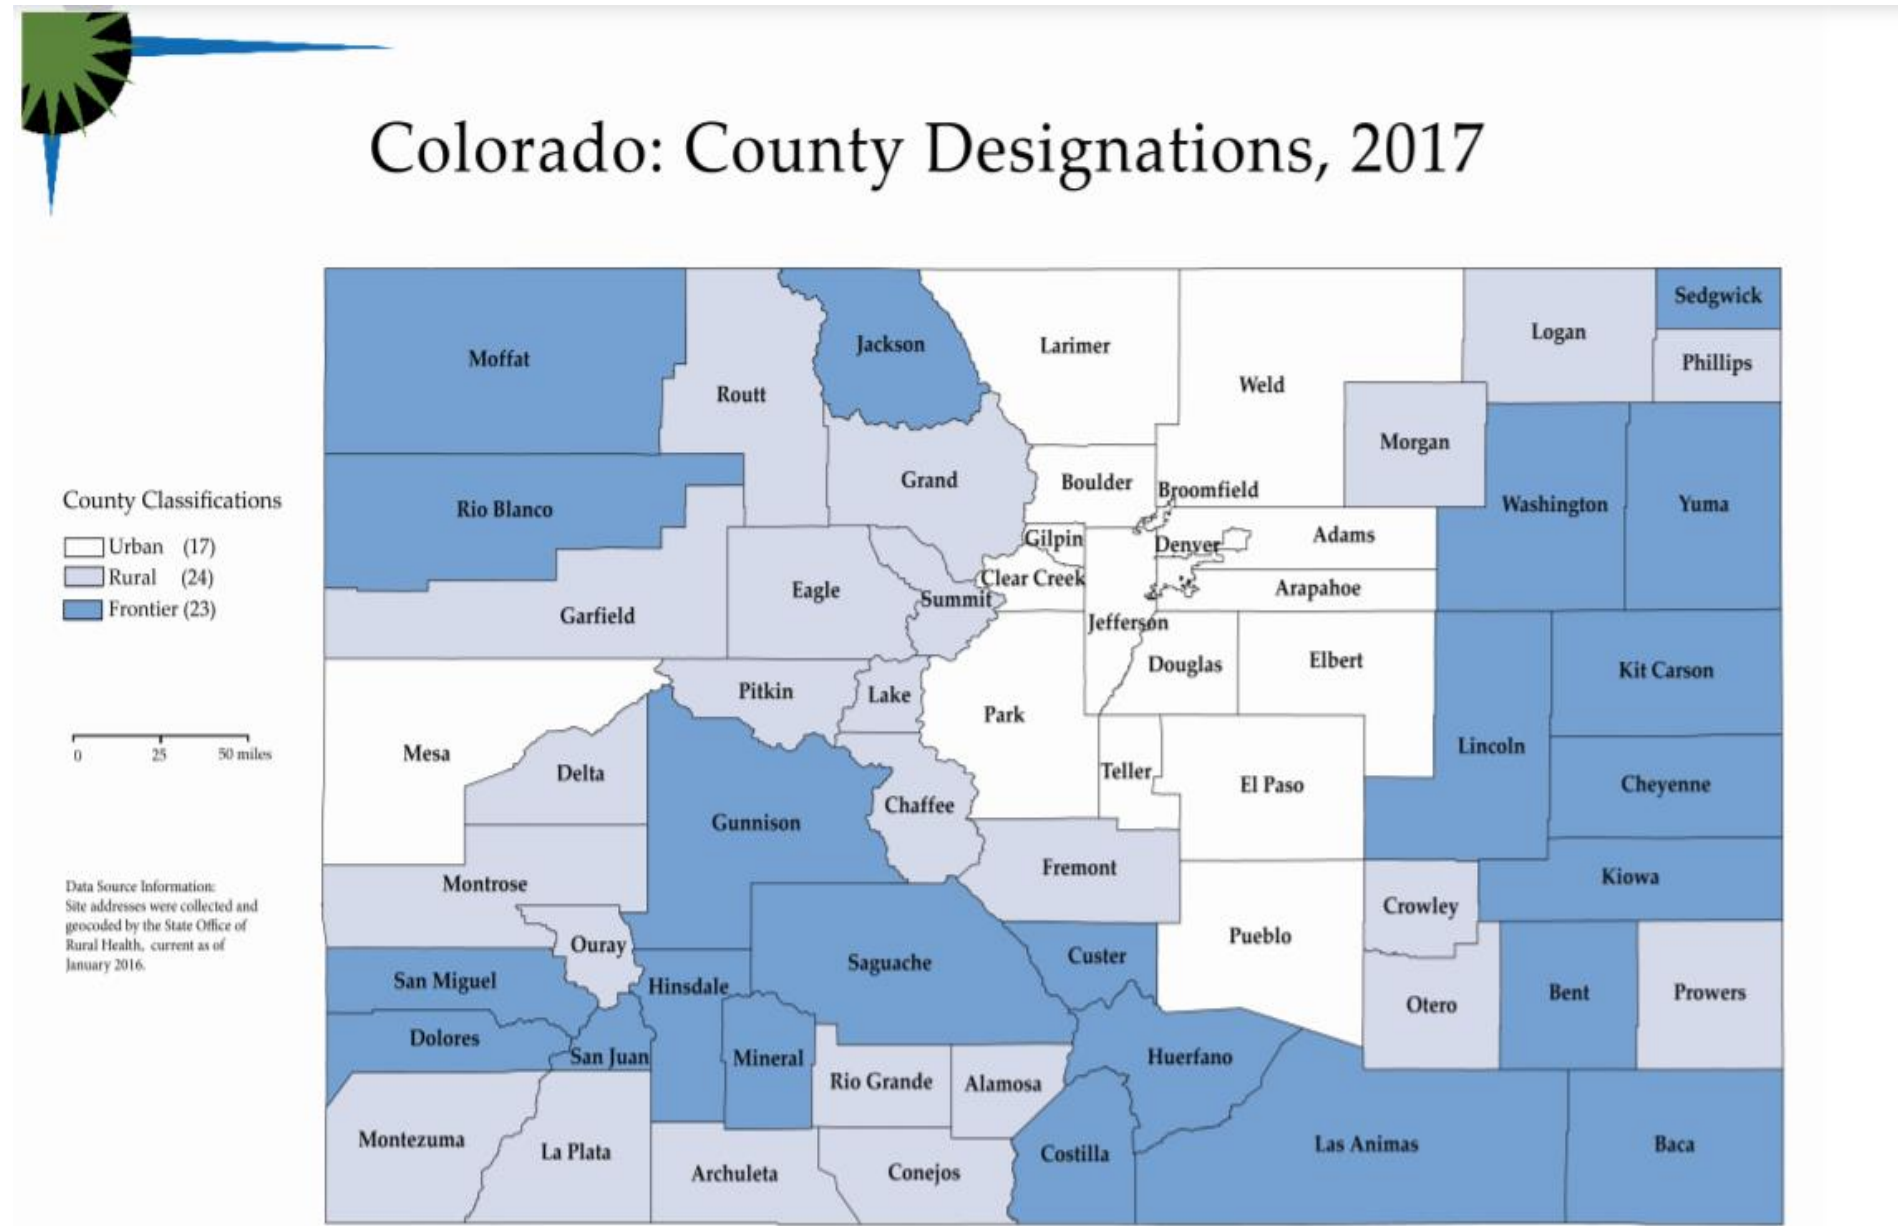 Colorado: County Designations, 2017
County Classifications
Urban (17)
Rural (24)
Frontier (23)
0 25 50 miles
Data Source Information:
Site addresses were collected and
geocoded by the State Office of
Rural Health, current as of
January 2016.
Moffat
Routt
Jackson
Larimer
Weld
Logan
Sedgwick
Phillips
Morgan
Washington
Yuma
Rio Blanco
Grand
Boulder
Broomfield
Gilpin
Denver
Adams
Clear Creek
Arapahoe
Garfield
Eagle
Summit
Jefferson
Douglas
Elbert
Kit Carson
Mesa
Pitkin
Lake
Park
Lincoln
Delta
Teller
El Paso
Cheyenne
Gunnison
Chaffee
Fremont
Kiowa
Montrose
Crowley
Ouray
Pueblo
San Miguel
Hinsdale
Saguache
Custer
Otero
Bent
Prowers
Dolores
San Juan
Mineral
Rio Grande
Alamosa
Huerfano
Montezuma
La Plata
Archuleta
Conejos
Costilla
Las Animas
Baca